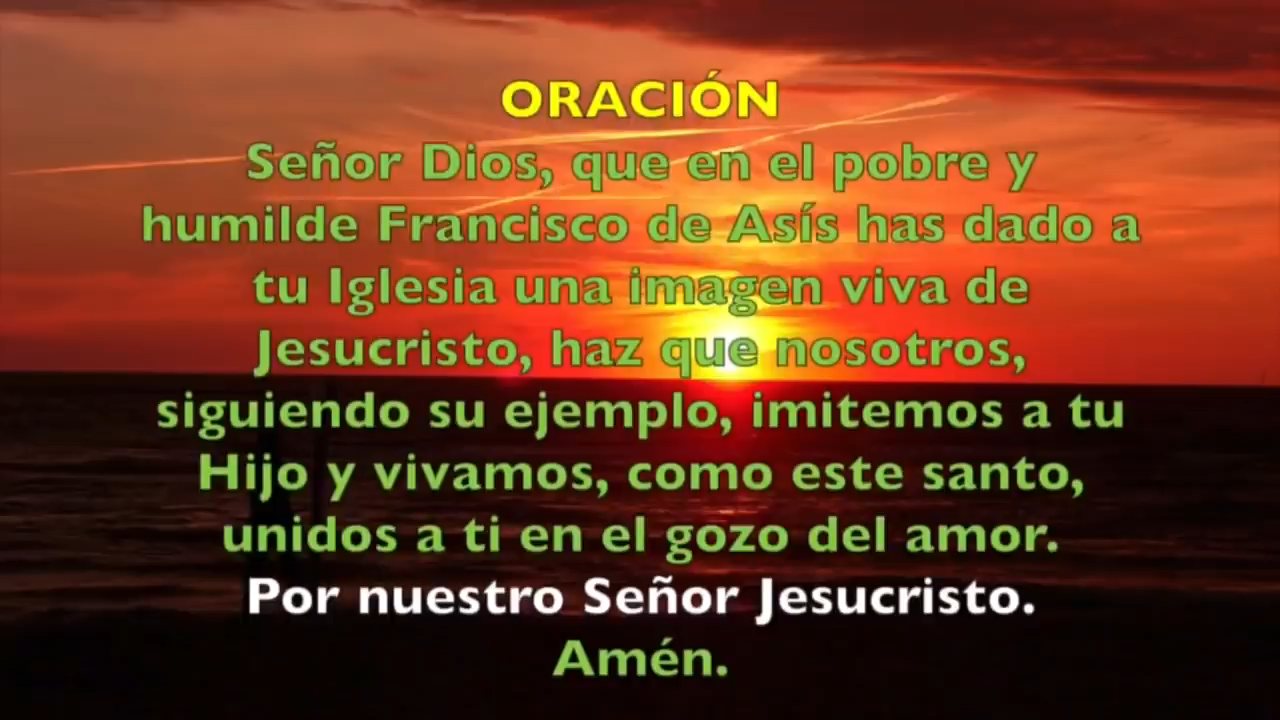 ORACIÓN
Señor Dios, que en el pobre y
humilde Francisco de Asís has dado a
tu Iglesia una imagen viva de
Jesucristo, haz que nosotros,
siguiendo su ejemplo, imitemos a tu
Hijo y vivamos, como este santo,
unidos a ti en el gozo del amor.
Por nuestro Señor Jesucristo.
Amén.